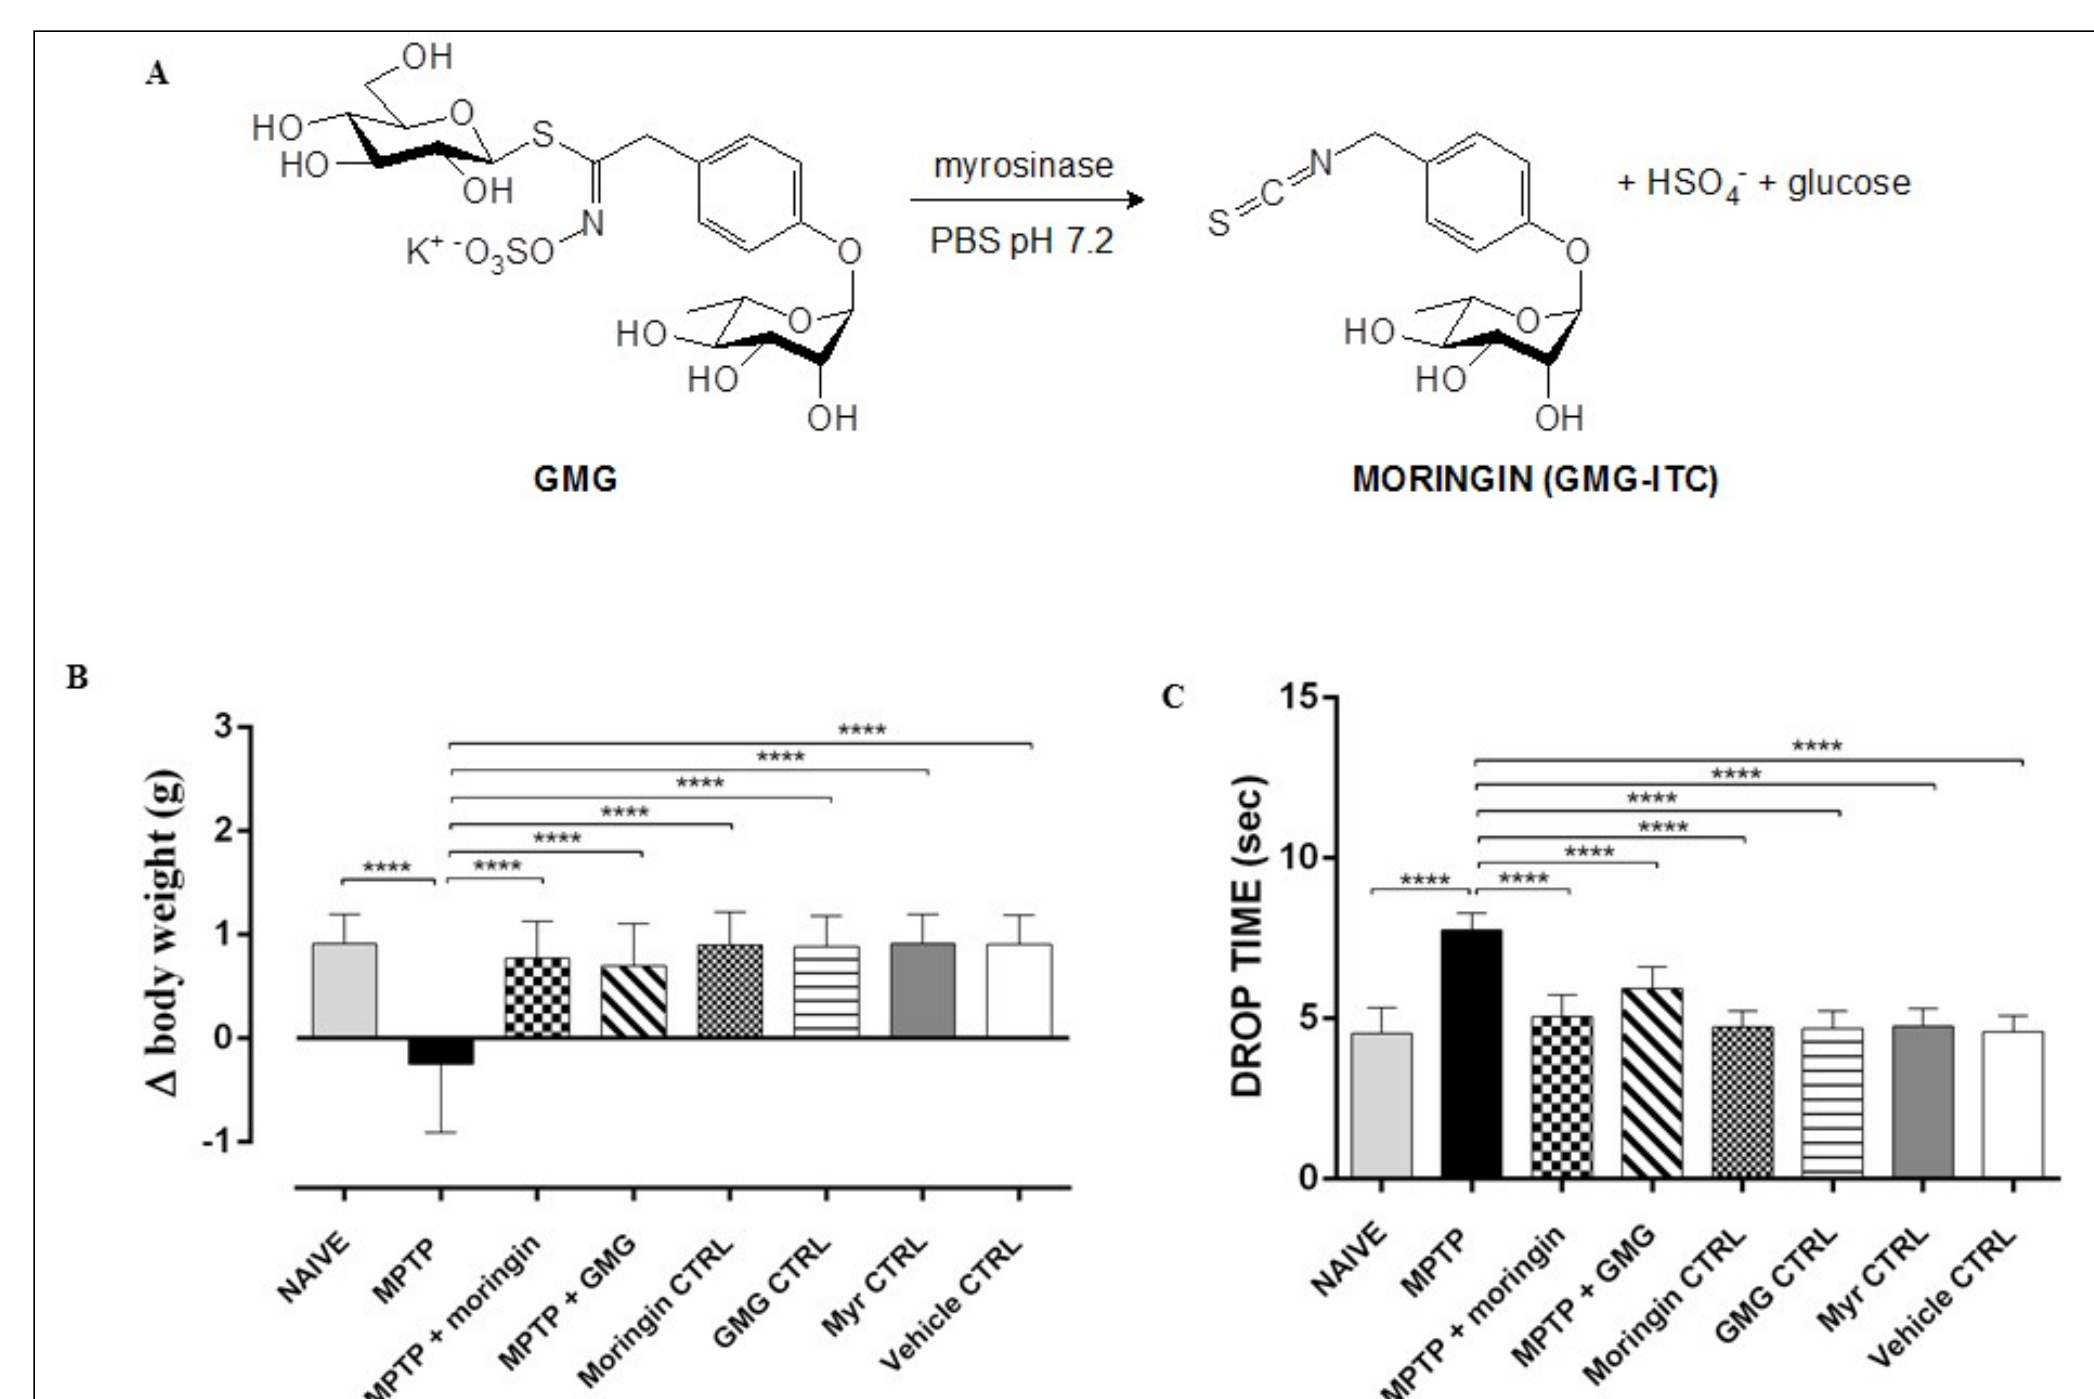 A
OH
HO
O
S
HO
OH
N
K+ -O3SO
O
HO
O
HO
OH
GMG
myrosinase
PBS pH 7.2
N
C
S
+ HSO4- + glucose
O
HO
O
HO
OH
MORINGIN (GMG-ITC)
B
Δ body weight (g)
3
2
1
0
-1
****
****
****
****
****
****
****
NAIVE
MPTP
MPTP + moringin
MPTP + GMG
Moringin CTRL
GMG CTRL
Myr CTRL
Vehicle CTRL
C
DROP TIME (sec)
15
10
5
0
****
****
****
****
****
****
****
NAIVE
MPTP
MPTP + moringin
MPTP + GMG
Moringin CTRL
GMG CTRL
Myr CTRL
Vehicle CTRL